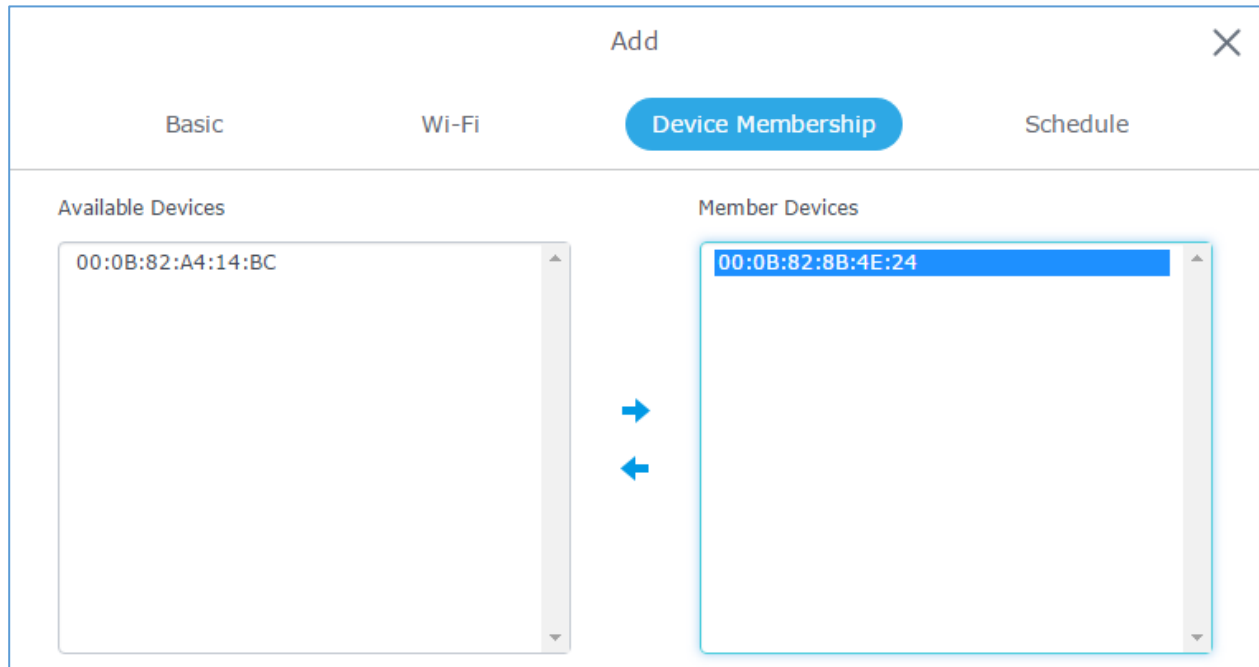 Add
Basic Wi-Fi Device Membership Schedule
Available Devices Member Devices
00:0B:82:A4:14:BC 00:0B:82:8B:4E:24